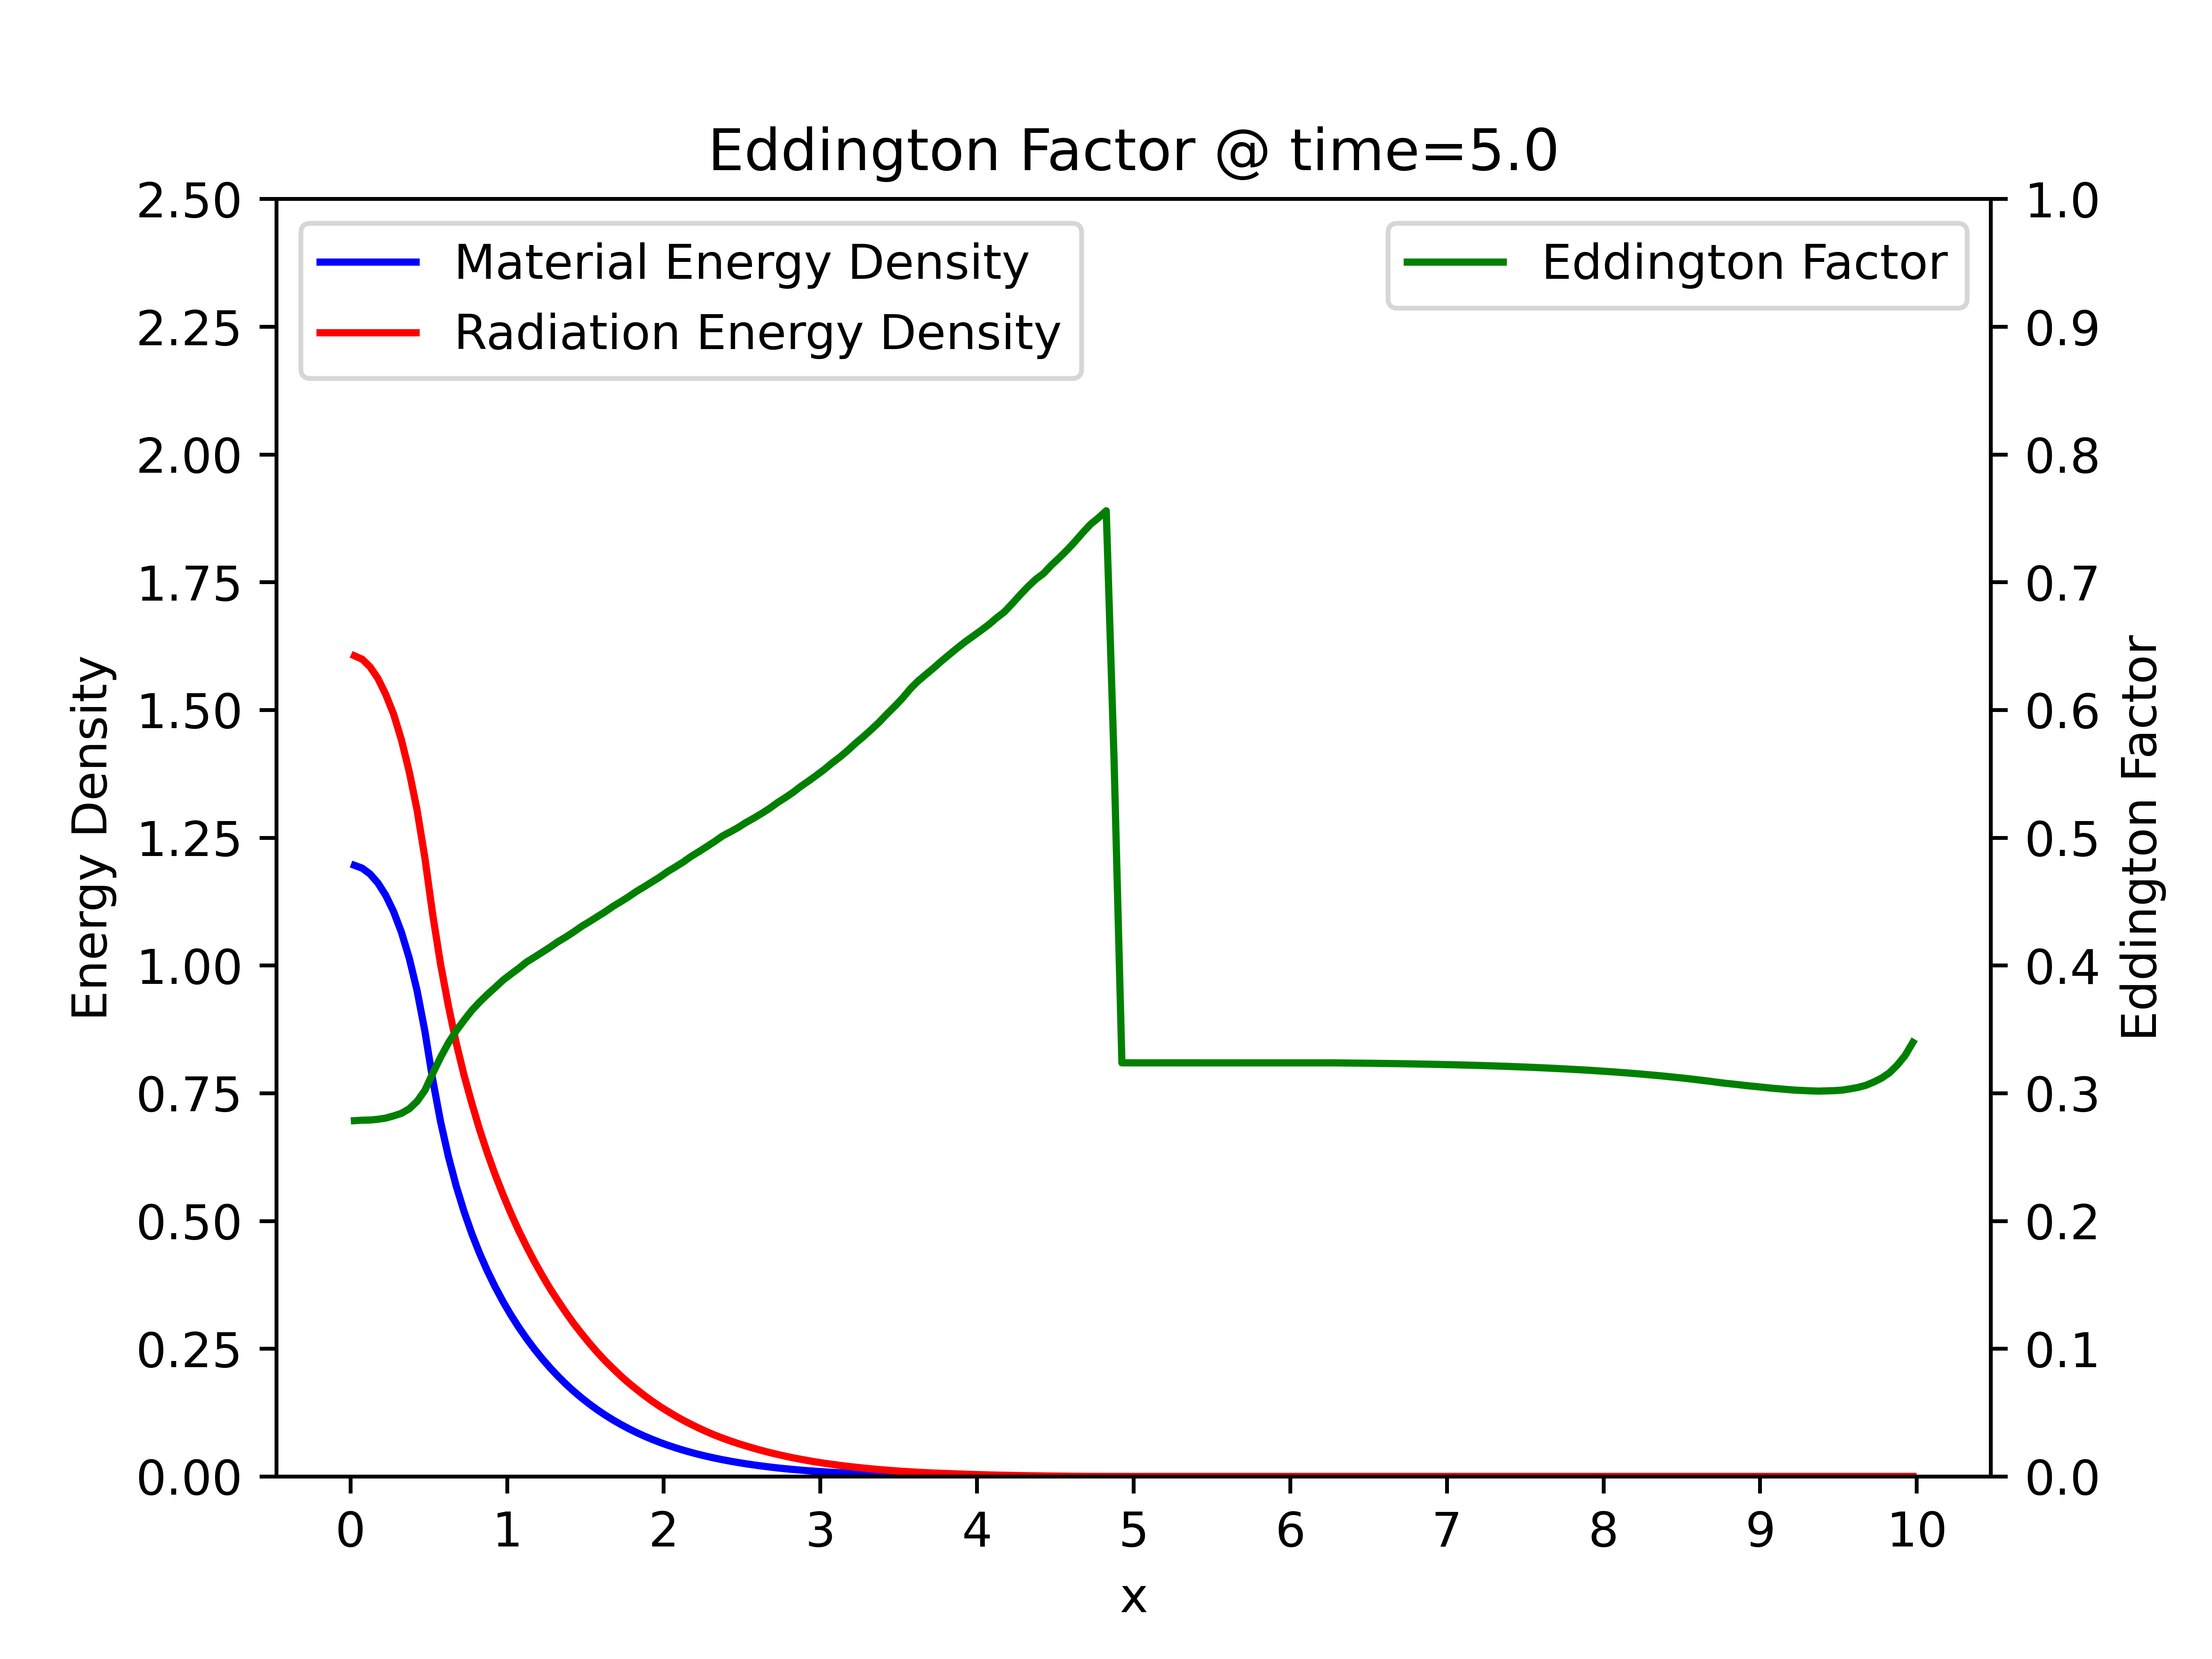 Eddington Factor @ time=5.0
Material Energy Density
Radiation Energy Density
Eddington Factor
2.50
2.25
2.00
1.75
1.50
1.25
1.00
0.75
0.50
0.25
0.00
Energy Density
1.0
0.9
0.8
0.7
0.6
0.5
0.4
0.3
0.2
0.1
0.0
Eddington Factor
0 1 2 3 4 5 6 7 8 9 10
x